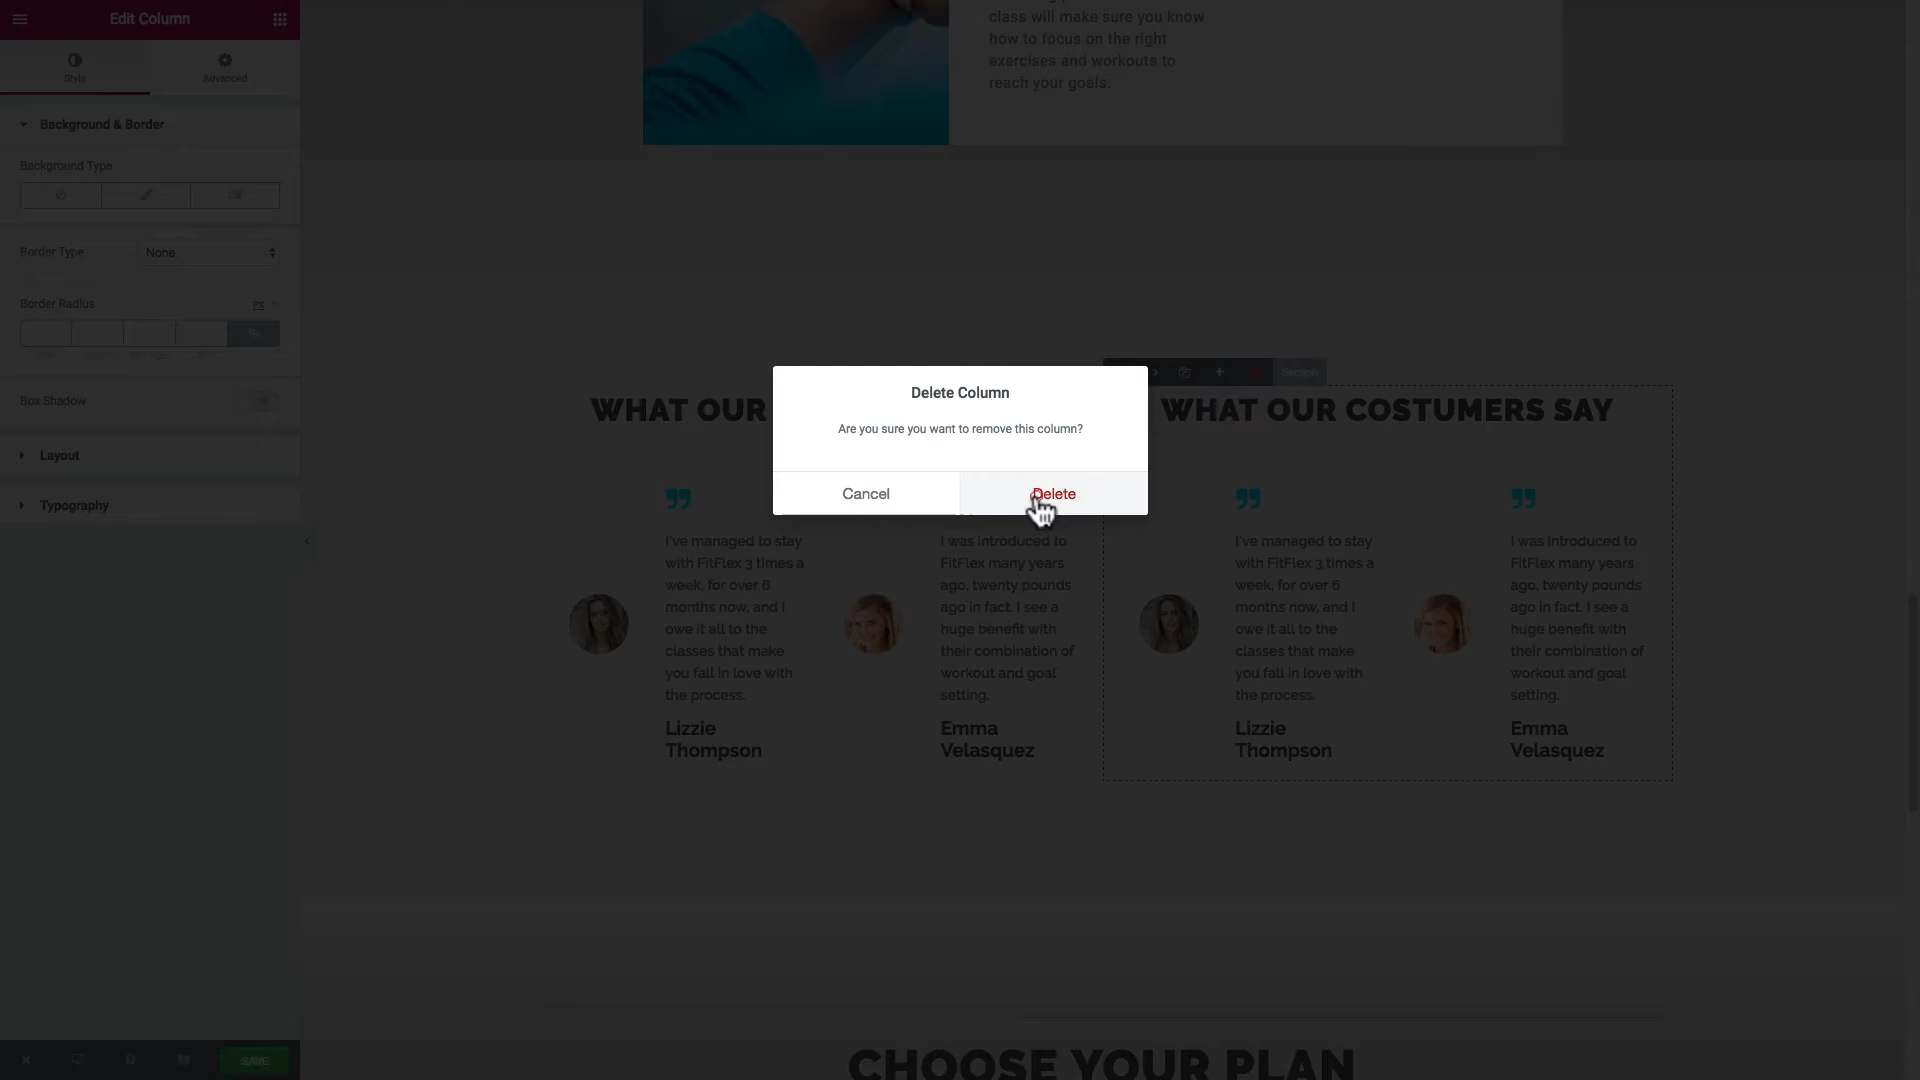 Edit Column
Style
Advanced
Background & Border
Background Type
Border Type
None
Border Radius
PX
Box Shadow
Layout
Typography
SAVE
class will make sure you know
how to focus on the right
exercises and workouts to
reach your goals.
Section
WHAT OUR
WHAT OUR COSTUMERS SAY
Delete Column
Are you sure you want to remove this column?
Cancel
Delete
I've managed to stay
with FitFlex 3 times a
week, for over 6
months now, and I
owe it all to the
classes that make
you fall in love with
the process.
Lizzie
Thompson
I was introduced to
FitFlex many years
ago, twenty pounds
ago in fact. I see a
huge benefit with
their combination of
workout and goal
setting.
Emma
Velasquez
I've managed to stay
with FitFlex 3 times a
week, for over 6
months now, and I
owe it all to the
classes that make
you fall in love with
the process.
Lizzie
Thompson
I was introduced to
FitFlex many years
ago, twenty pounds
ago in fact. I see a
huge benefit with
their combination of
workout and goal
setting.
Emma
Velasquez
CHOOSE YOUR PLAN